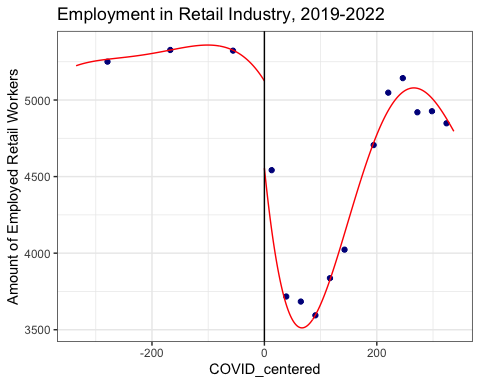 Employment in Retail Industry, 2019-2022
Amount of Employed Retail Workers
5000
4500
4000
3500
-200
0
200
COVID_centered